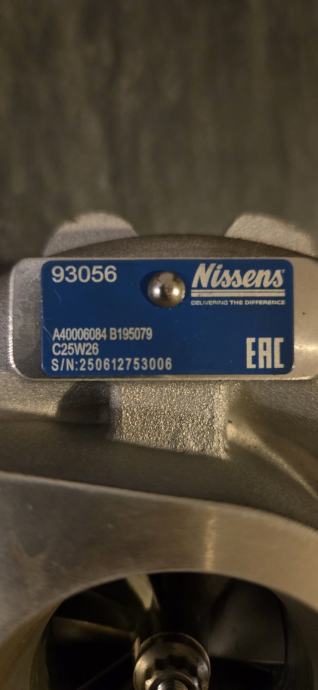 93056
Nissens
DELIVERING THE DIFFERENCE
A40006084 B195079
C25W26
S/N:250612753006
EAC